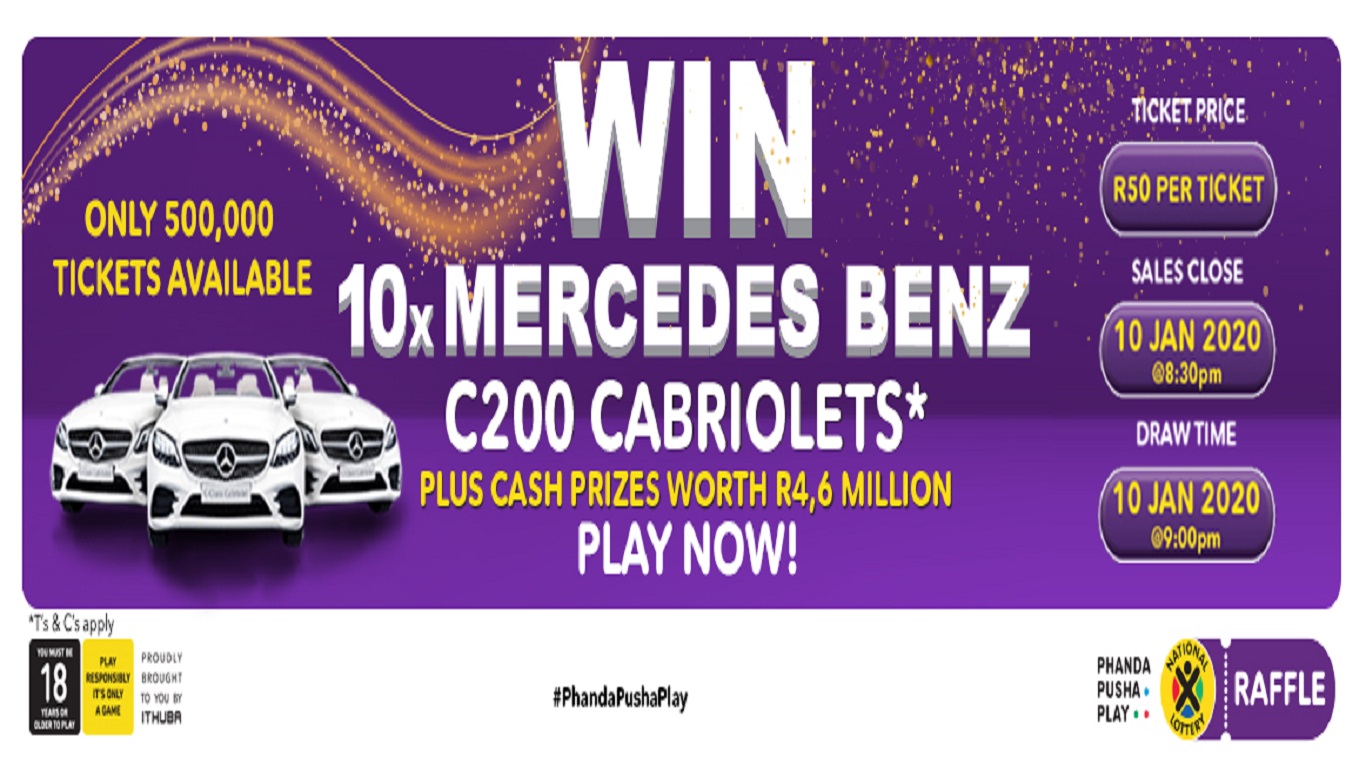 WIN
ONLY 500,000
TICKETS AVAILABLE
10x MERCEDES BENZ
C200 CABRIOLETS*
PLUS CASH PRIZES WORTH R4,6 MILLION
PLAY NOW!
TICKET PRICE
R50 PER TICKET
SALES CLOSE
10 JAN 2020
@8:30pm
DRAW TIME
10 JAN 2020
@9:00pm
*T's & C's apply
YOU MUST BE
18
YEARS OR
OLDER TO PLAY
PLAY
RESPONSIBLY
IT'S ONLY
A GAME
PROUDLY
BROUGHT
TO YOU BY
ITHUBA
#PhandaPushaPlay
PHANDA
PUSHA
PLAY
NATIONAL
LOTTERY
RAFFLE